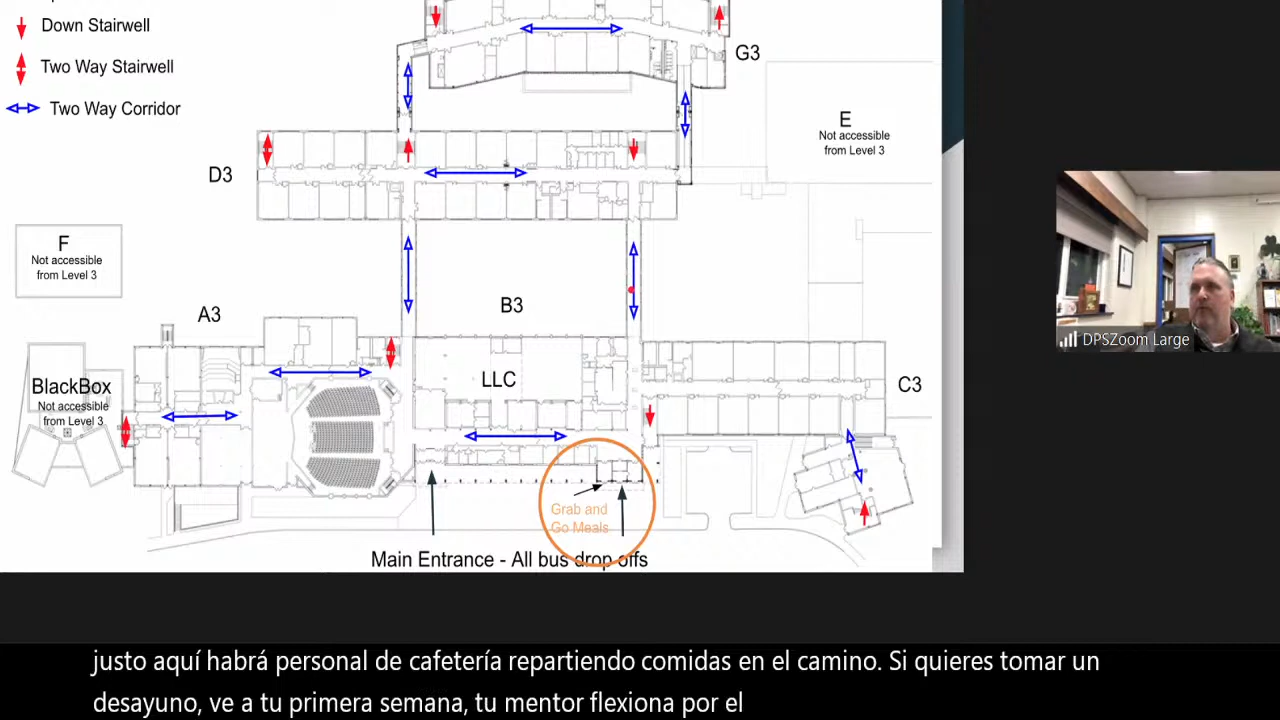 Down Stairwell
Two Way Stairwell
Two Way Corridor
G3
E
Not accessible
from Level 3
D3
F
Not accessible
from Level 3
A3
B3
LLC
C3
BlackBox
Not accessible
from Level 3
Grab and
Go Meals
Main Entrance - All bus drop offs
DPSZoom Large
justo aquí habrá personal de cafetería repartiendo comidas en el camino. Si quieres tomar un
desayuno, ve a tu primera semana, tu mentor flexiona por el